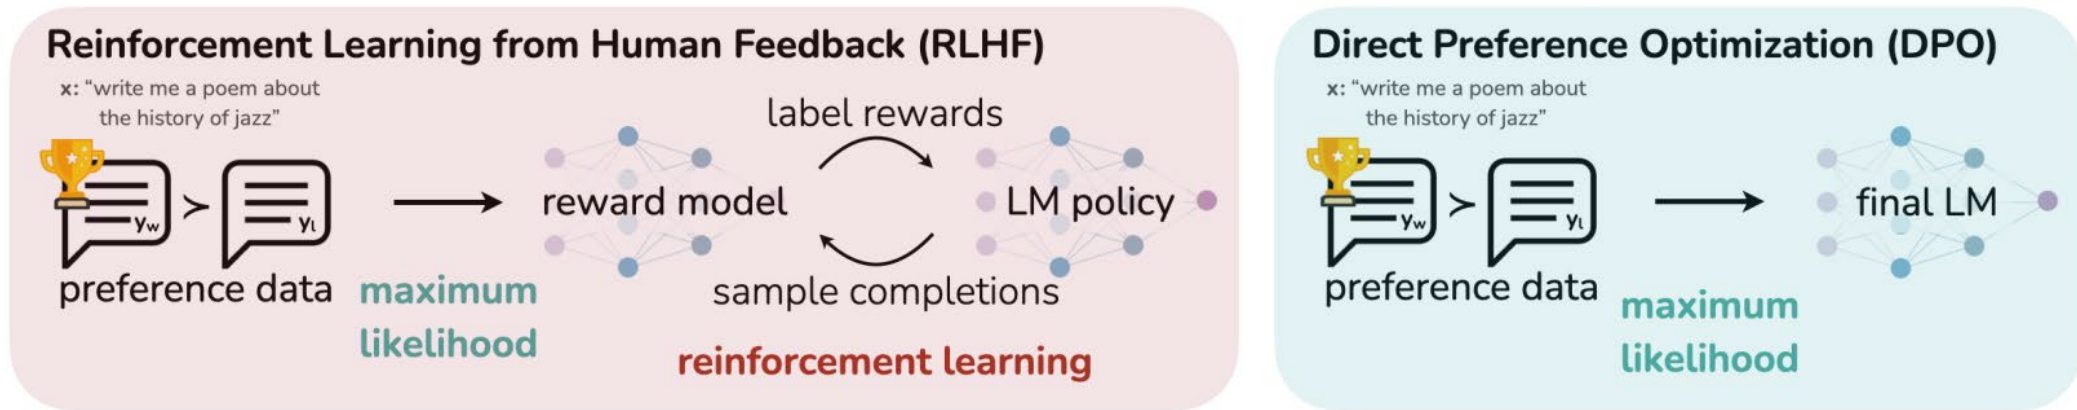 Reinforcement Learning from Human Feedback (RLHF)
x: “write me a poem about
the history of jazz”
label rewards
yw
>
yl
reward model
LM policy
preference data
maximum
likelihood
sample completions
reinforcement learning
Direct Preference Optimization (DPO)
x: “write me a poem about
the history of jazz”
yw
>
yl
final LM
preference data
maximum
likelihood